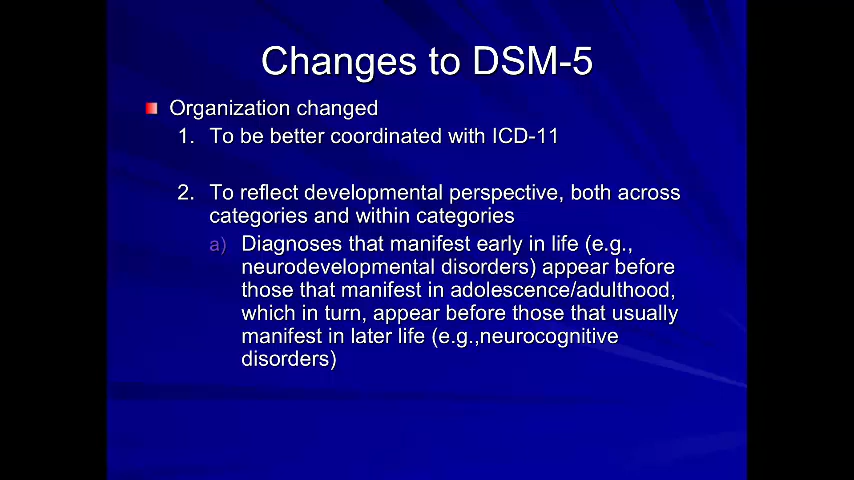 Changes to DSM-5
Organization changed
1. To be better coordinated with ICD-11
2. To reflect developmental perspective, both across
categories and within categories
a) Diagnoses that manifest early in life (e.g.,
neurodevelopmental disorders) appear before
those that manifest in adolescence/adulthood,
which in turn, appear before those that usually
manifest in later life (e.g.,neurocognitive
disorders)